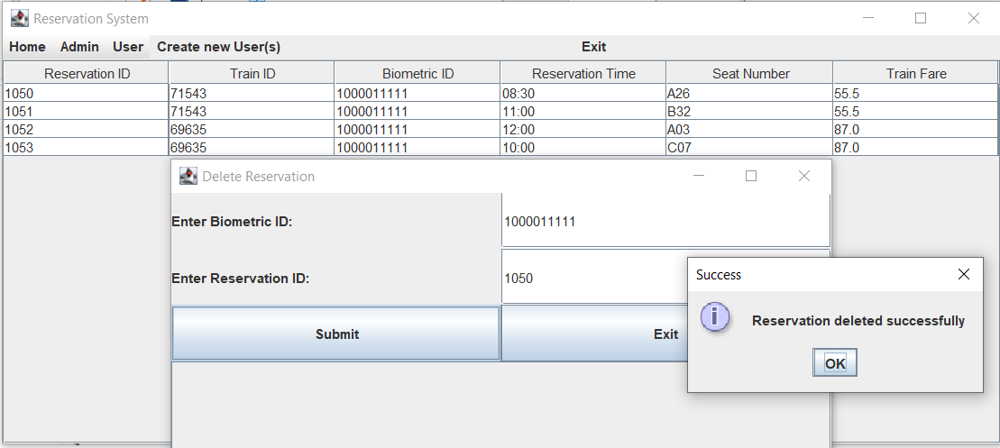 Reservation System
Home Admin User Create new User(s) Exit
Reservation ID Train ID Biometric ID Reservation Time Seat Number Train Fare
1050 71543 1000011111 08:30 A26 55.5
1051 71543 1000011111 11:00 B32 55.5
1052 69635 1000011111 12:00 A03 87.0
1053 69635 1000011111 10:00 C07 87.0
Delete Reservation
Enter Biometric ID: 1000011111
Enter Reservation ID: 1050
Submit Exit
Success
Reservation deleted successfully
OK